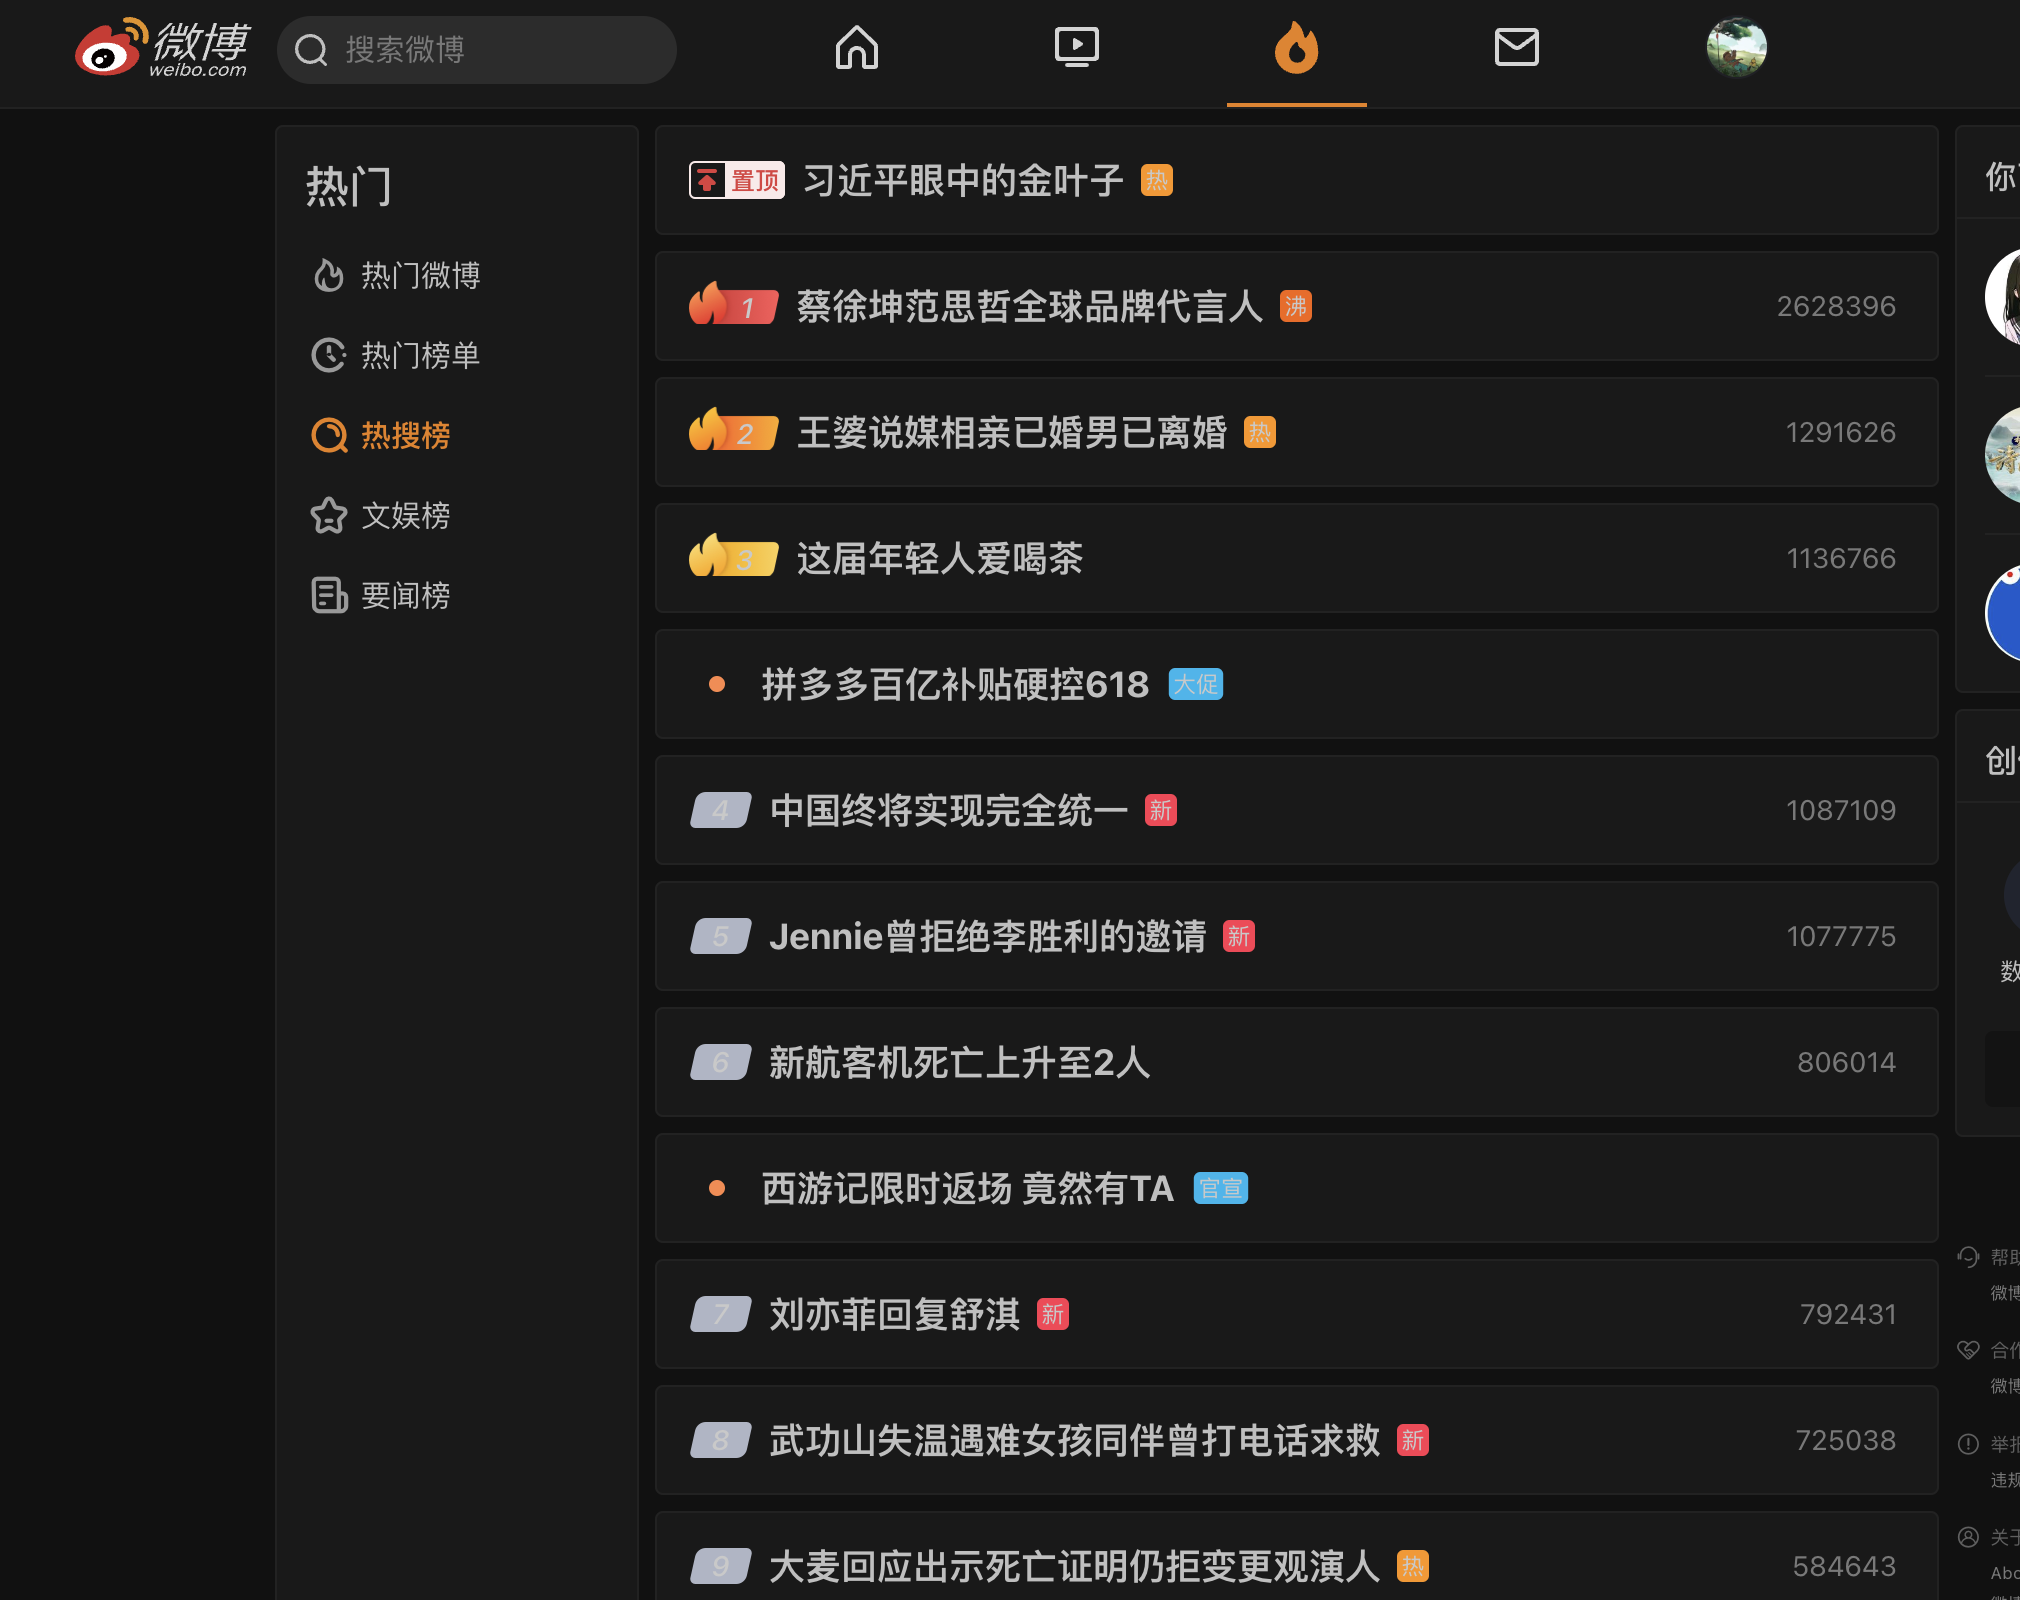 微博
weibo.com
搜索微博
热门
热门微博
热门榜单
热搜榜
文娱榜
要闻榜
置顶 习近平眼中的金叶子 热
1 蔡徐坤范思哲全球品牌代言人 沸 2628396
2 王婆说媒相亲已婚男已离婚 热 1291626
3 这届年轻人爱喝茶 1136766
拼多多百亿补贴硬控618 大促
4 中国终将实现完全统一 新 1087109
5 Jennie曾拒绝李胜利的邀请 新 1077775
6 新航客机死亡上升至2人 806014
西游记限时返场 竟然有TA 官宣
7 刘亦菲回复舒淇 新 792431
8 武功山失温遇难女孩同伴曾打电话求救 新 725038
9 大麦回应出示死亡证明仍拒变更观演人 热 584643
你
创
数
帮助
微博
合作
微博
举报
违规
关于
Abo